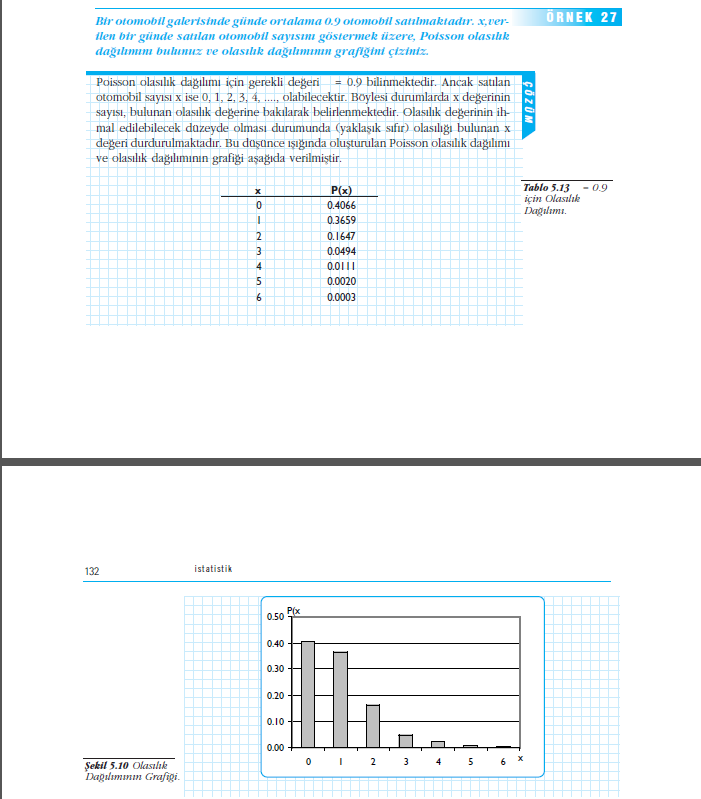 ÖRNEK 27
Bir otomobil galerisinde günde ortalama 0.9 otomobil satılmaktadır. x,ver-
ilen bir günde satılan otomobil sayısını göstermek üzere, Poisson olasılık
dağılımını bulunuz ve olasılık dağılımının grafiğini çiziniz.
ÇÖZÜM
Poisson olasılık dağılımı için gerekli değeri = 0.9 bilinmektedir. Ancak satılan
otomobil sayısı x ise 0, 1, 2, 3, 4, ...., olabilecektir. Böylesi durumlarda x değerinin
sayısı, bulunan olasılık değerine bakılarak belirlenmektedir. Olasılık değerinin ih-
mal edilebilecek düzeyde olması durumunda (yaklaşık sıfır) olasılığı bulunan x
değeri durdurulmaktadır. Bu düşünce ışığında oluşturulan Poisson olasılık dağılımı
ve olasılık dağılımının grafiği aşağıda verilmiştir.
Tablo 5.13 = 0.9
için Olasılık
Dağılımı.
x P(x)
0 0.4066
1 0.3659
2 0.1647
3 0.0494
4 0.0111
5 0.0020
6 0.0003
132 istatistik
P(x
0.50
0.40
0.30
0.20
0.10
0.00
0 1 2 3 4 5 6 x
Şekil 5.10 Olasılık
Dağılımının Grafiği.